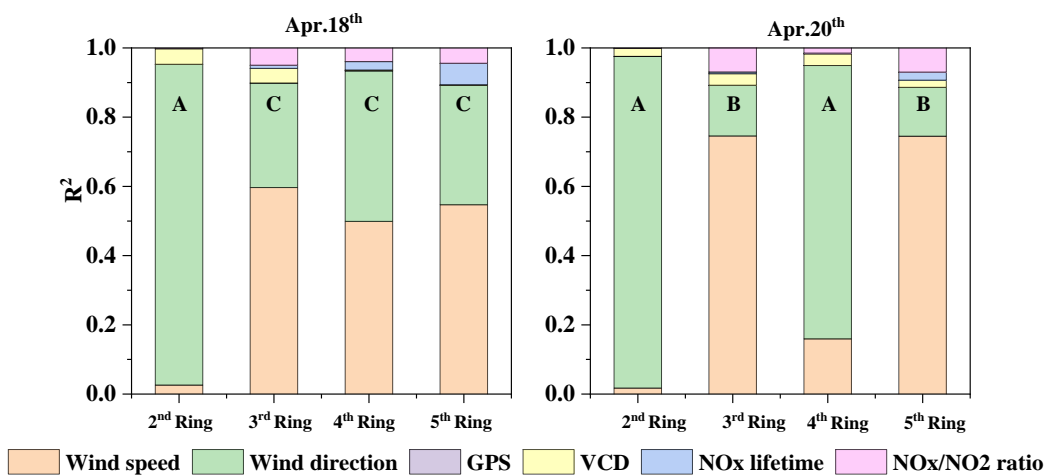 Apr.18th
Apr.20th
R2
1.0
0.8
0.6
0.4
0.2
0.0
A
C
C
C
2nd Ring
3rd Ring
4th Ring
5th Ring
1.0
0.8
0.6
0.4
0.2
0.0
A
B
A
B
2nd Ring
3rd Ring
4th Ring
5th Ring
Wind speed Wind direction GPS VCD NOx lifetime NOx/NO2 ratio